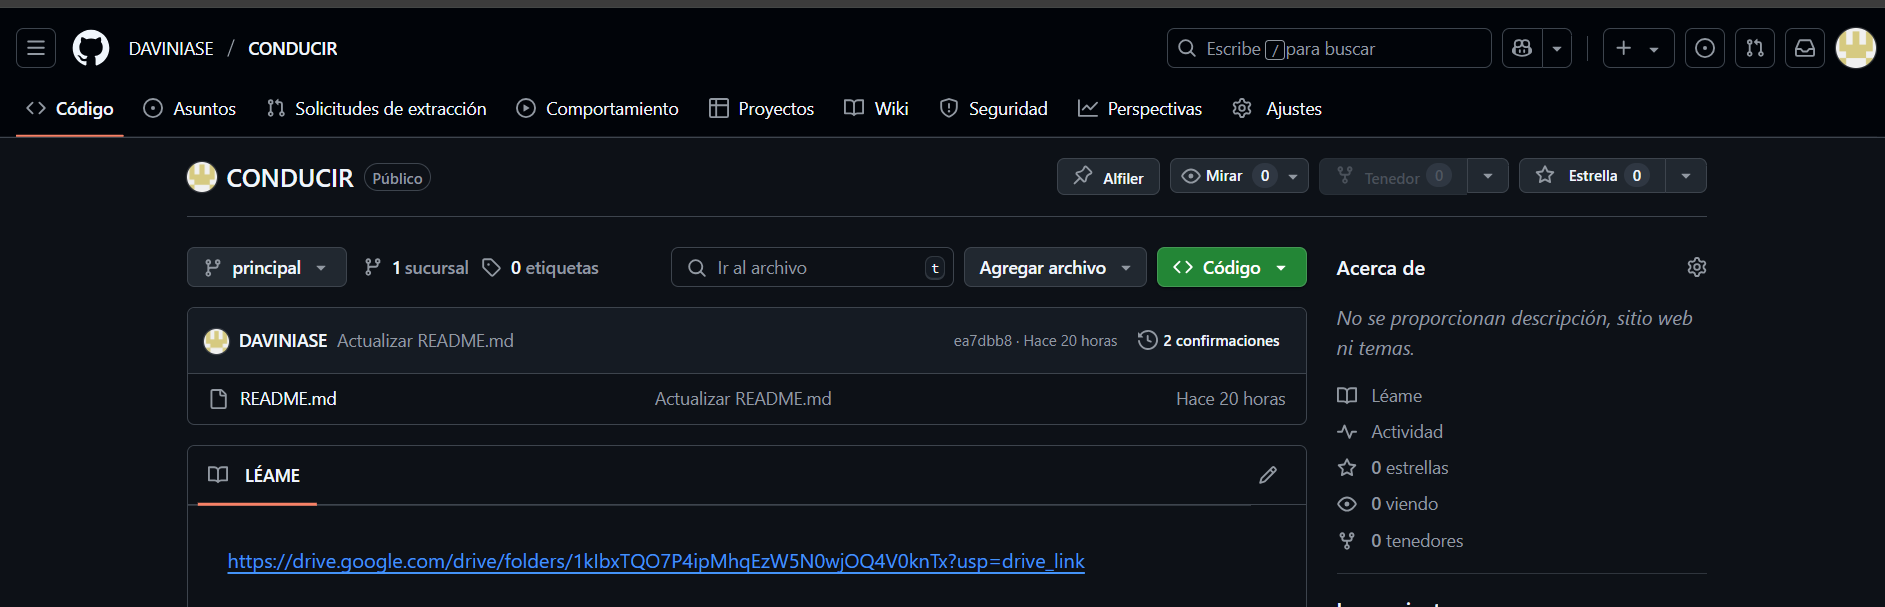 DAVINIASE / CONDUCIR
Escribe / para buscar
Código
Asuntos
Solicitudes de extracción
Comportamiento
Proyectos
Wiki
Seguridad
Perspectivas
Ajustes
CONDUCIR Público
Alfiler
Mirar 0
Tenedor 0
Estrella 0
principal
1 sucursal
0 etiquetas
Ir al archivo t
Agregar archivo
Código
DAVINIASE Actualizar README.md ea7dbb8 · Hace 20 horas 2 confirmaciones
README.md Actualizar README.md Hace 20 horas
LÉAME
https://drive.google.com/drive/folders/1kIbxTQO7P4ipMhqEzW5N0wjOQ4V0knTx?usp=drive_link
Acerca de
No se proporcionan descripción, sitio web
ni temas.
Léame
Actividad
0 estrellas
0 viendo
0 tenedores